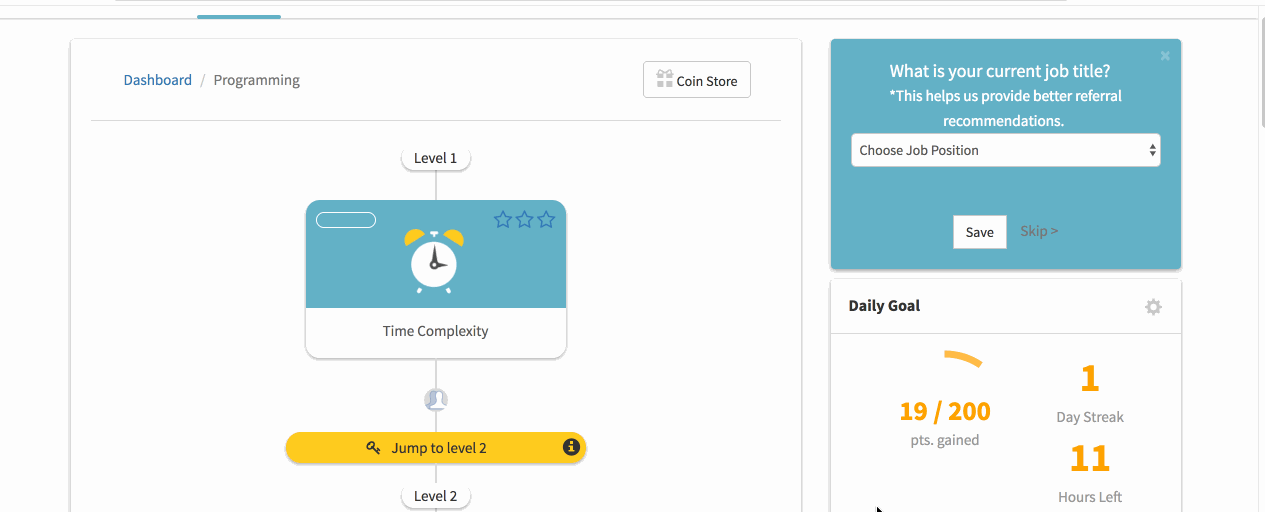 Dashboard / Programming
Coin Store
Level 1
Time Complexity
Jump to level 2
Level 2
×
What is your current job title?
*This helps us provide better referral
recommendations.
Choose Job Position
Save
Skip >
Daily Goal
19 / 200
pts. gained
1
Day Streak
11
Hours Left